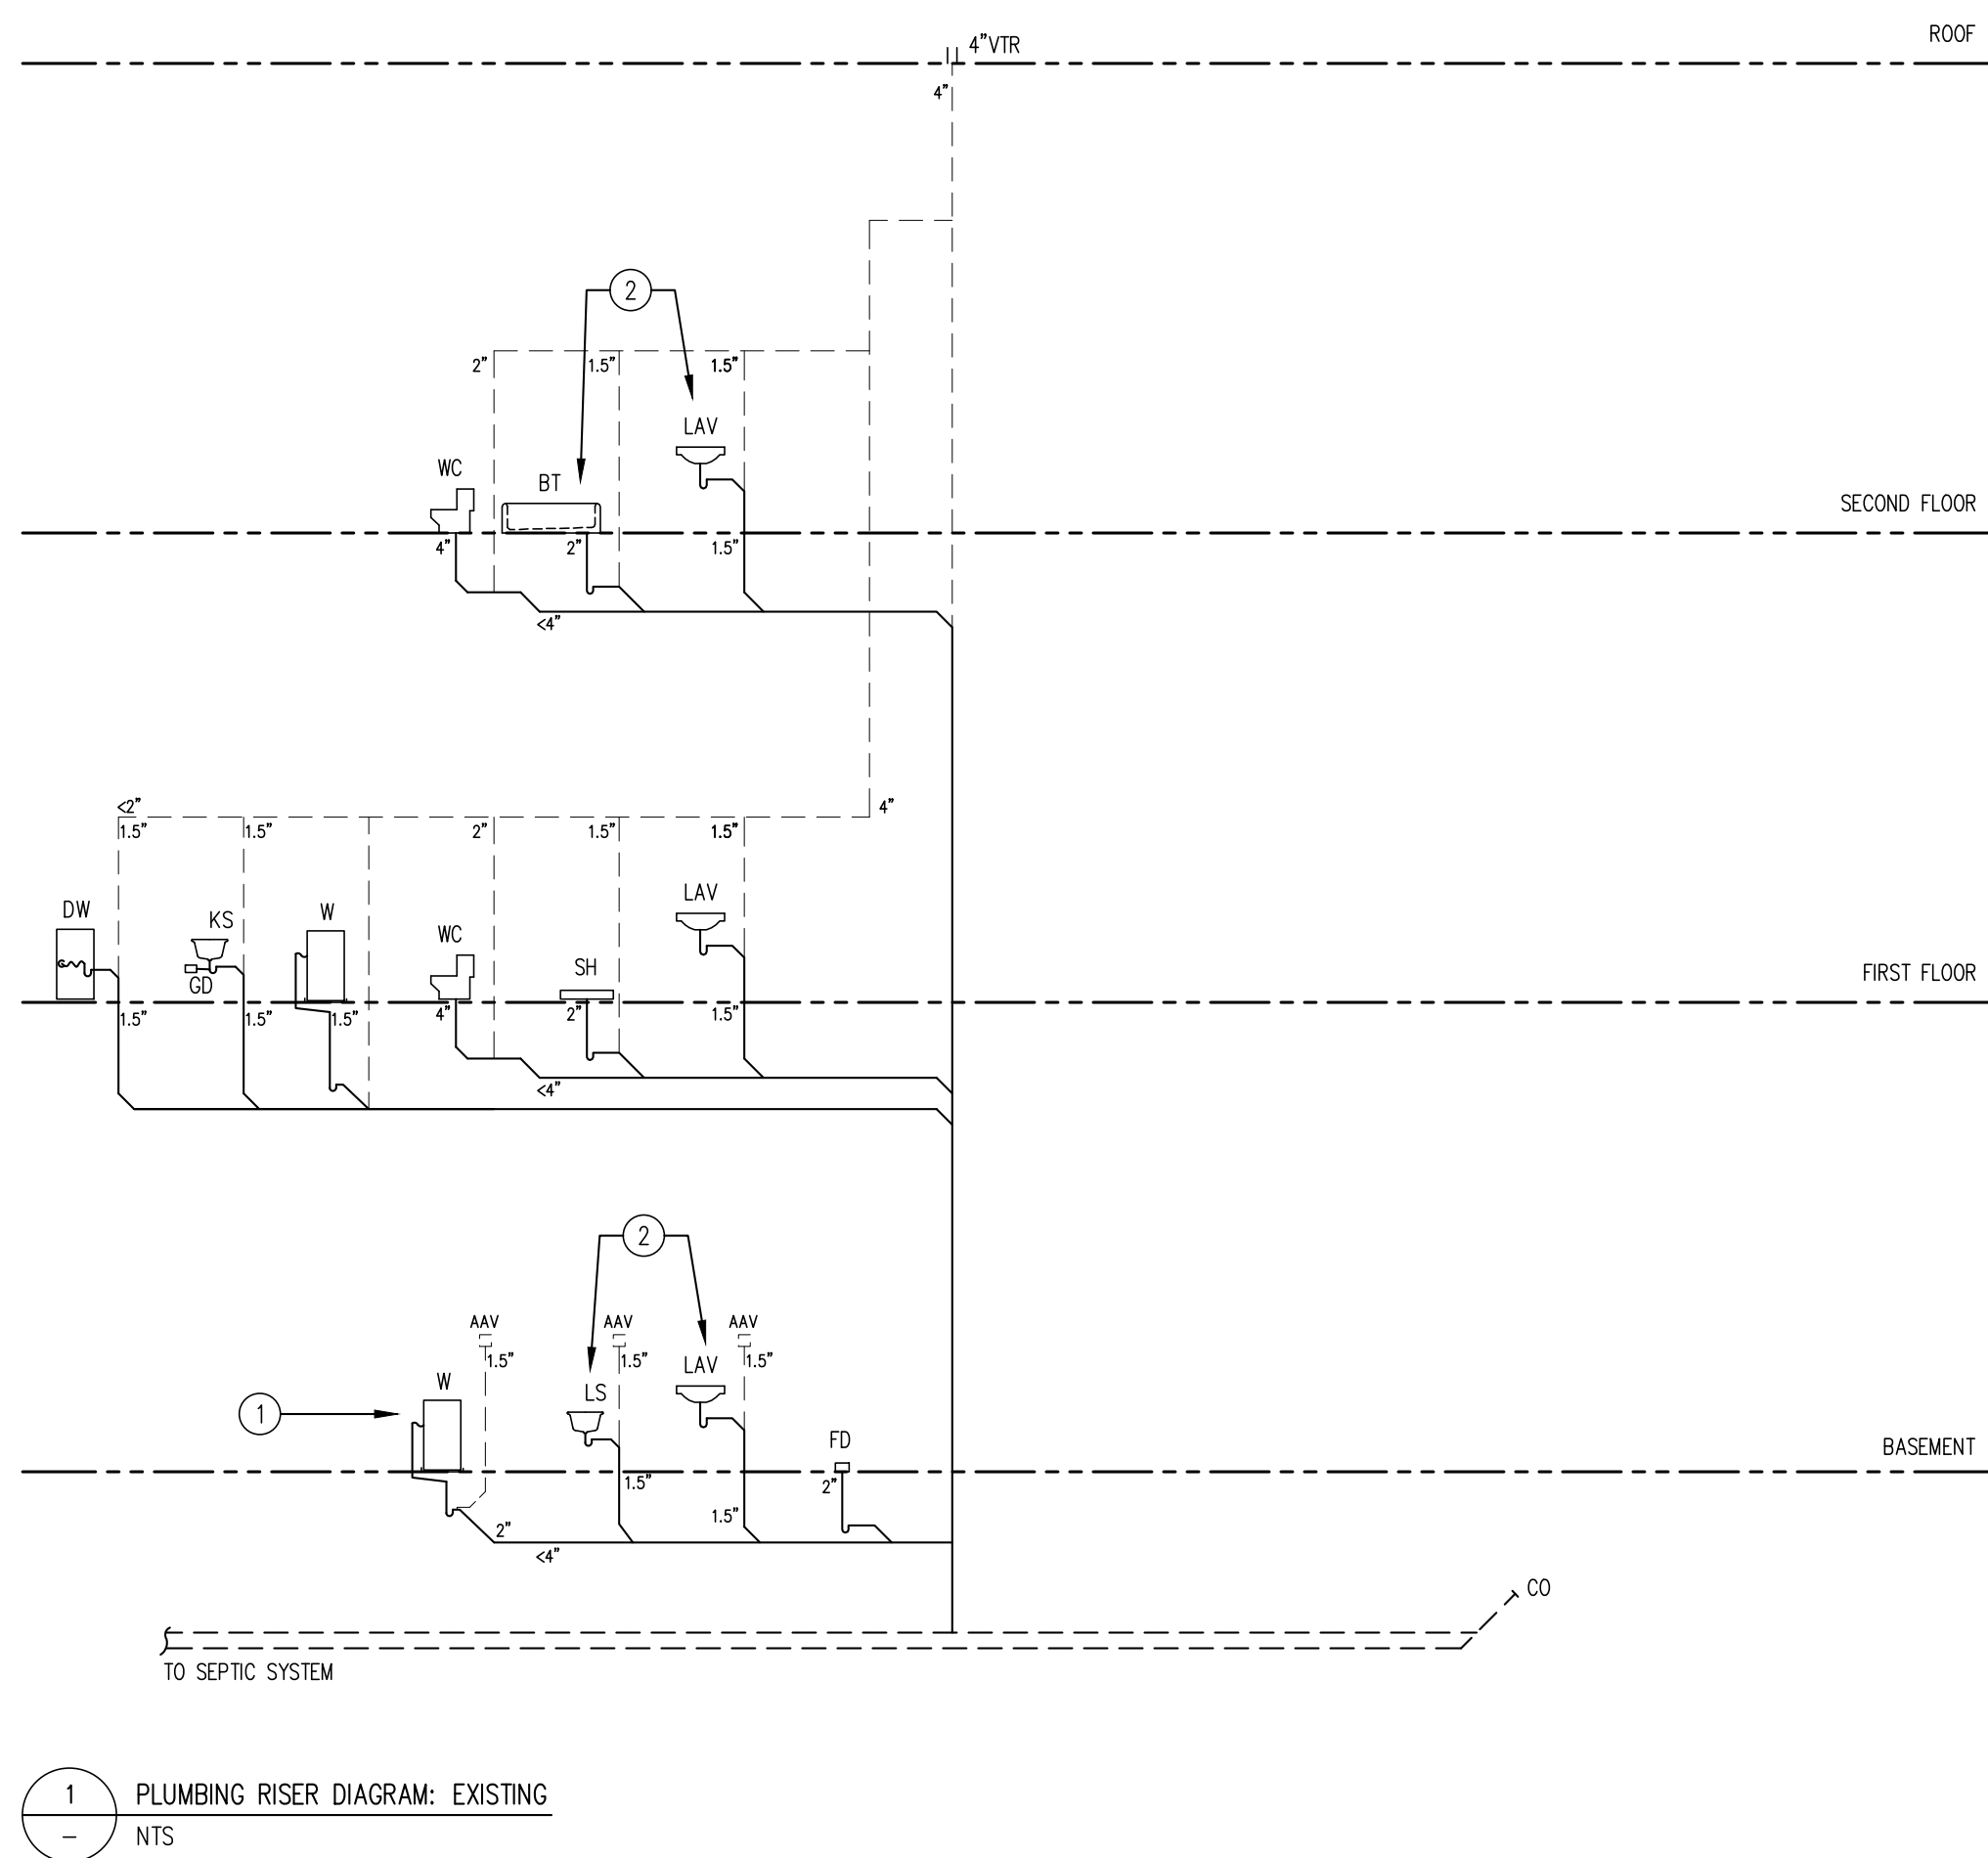 ROOF
4"VTR
4"
2
2" 1.5" 1.5"
LAV
WC
BT
SECOND FLOOR
4" 2" 1.5"
<4"
<2"
4"
1.5" 1.5" 2" 1.5" 1.5"
LAV
DW
KS
W
WC
SH
GD
FIRST FLOOR
1.5" 1.5" 1.5" 4" 2" 1.5"
<4"
2
AAV AAV AAV
1.5" 1.5" 1.5"
LAV
W
LS
1
FD
BASEMENT
1.5"
2"
1.5"
2"
<4"
CO
TO SEPTIC SYSTEM
1
PLUMBING RISER DIAGRAM: EXISTING
–
NTS